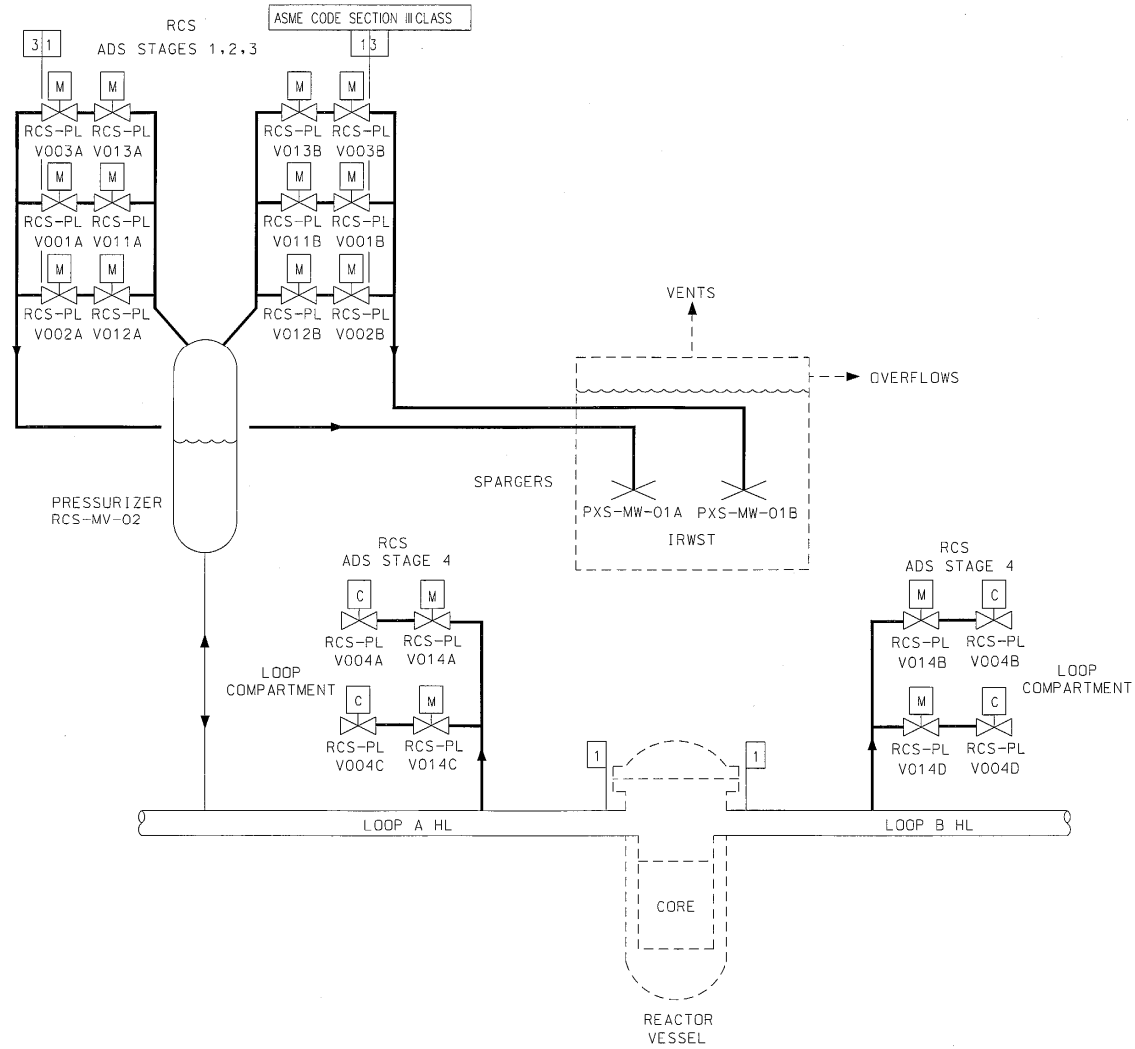 ASME CODE SECTION III CLASS
RCS
ADS STAGES 1,2,3
3 1
1 3
M M M M
RCS-PL RCS-PL RCS-PL RCS-PL
V003A V013A V013B V003B
M M M M
RCS-PL RCS-PL RCS-PL RCS-PL
V001A V011A V011B V001B
M M M M
RCS-PL RCS-PL RCS-PL RCS-PL
V002A V012A V012B V002B
VENTS
OVERFLOWS
SPARGERS
PXS-MW-01A PXS-MW-01B
IRWST
PRESSURIZER
RCS-MV-02
RCS
ADS STAGE 4
C M
RCS-PL RCS-PL
V004A V014A
LOOP
COMPARTMENT
C M
RCS-PL RCS-PL
V004C V014C
RCS
ADS STAGE 4
M C
RCS-PL RCS-PL
V014B V004B
LOOP
COMPARTMENT
M C
RCS-PL RCS-PL
V014D V004D
1 1
LOOP A HL
LOOP B HL
CORE
REACTOR
VESSEL